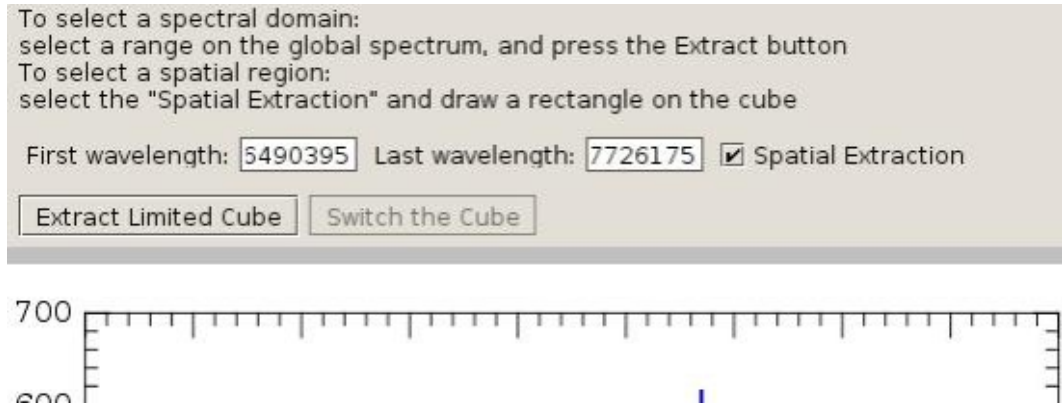 To select a spectral domain:
select a range on the global spectrum, and press the Extract button
To select a spatial region:
select the "Spatial Extraction" and draw a rectangle on the cube
First wavelength: 6490395 Last wavelength: 7726175 Spatial Extraction
Extract Limited Cube Switch the Cube
700
600